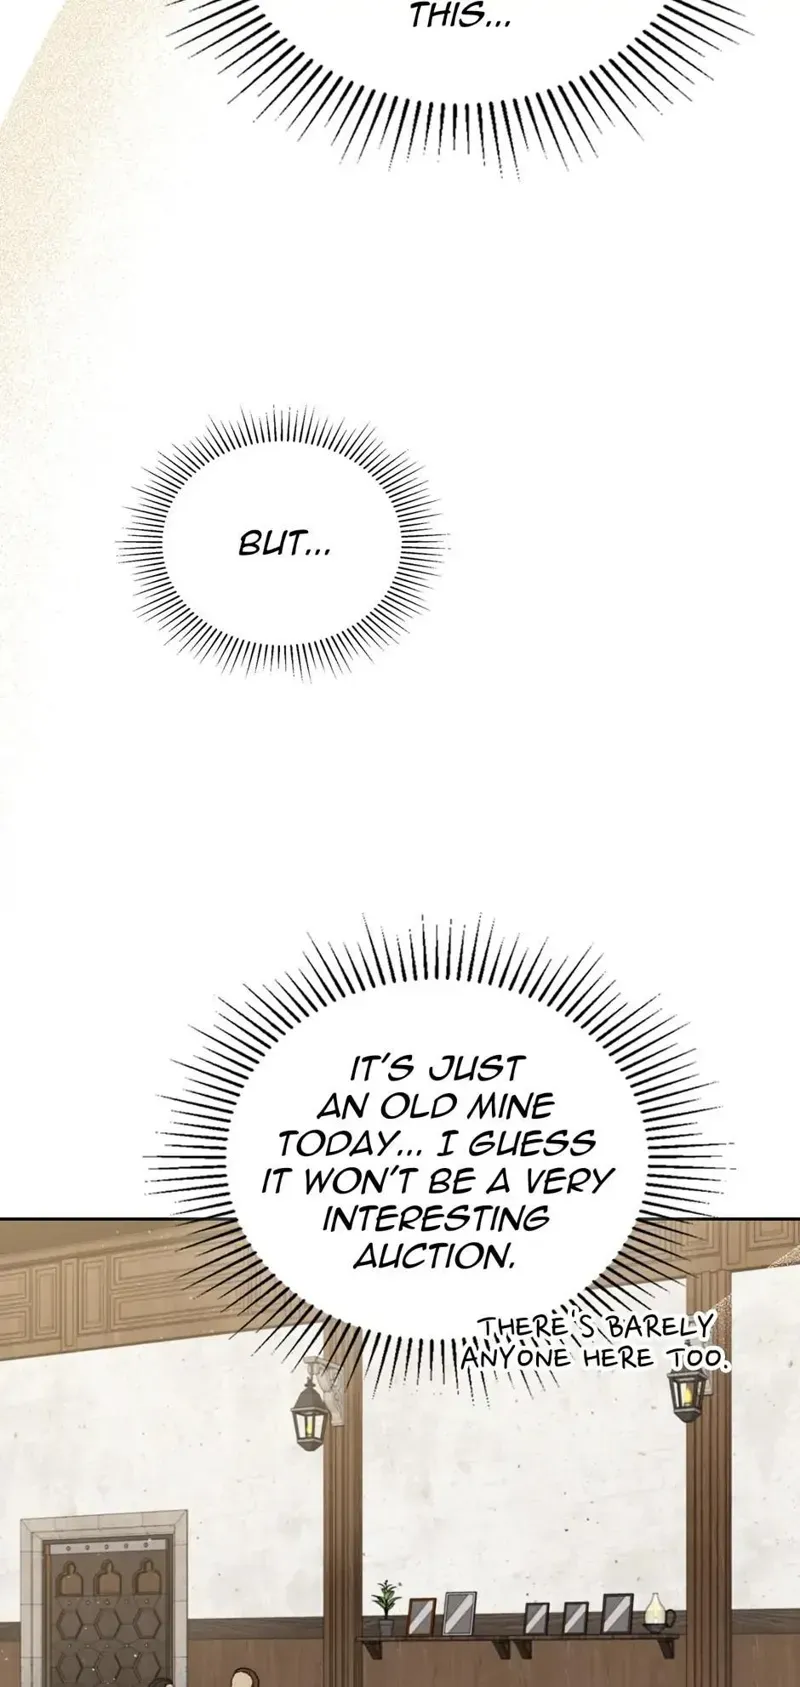 THIS...
BUT...
IT'S JUST
AN OLD MINE
TODAY... I GUESS
IT WON'T BE A VERY
INTERESTING
AUCTION.
THERE'S BARELY
ANYONE HERE TOO.